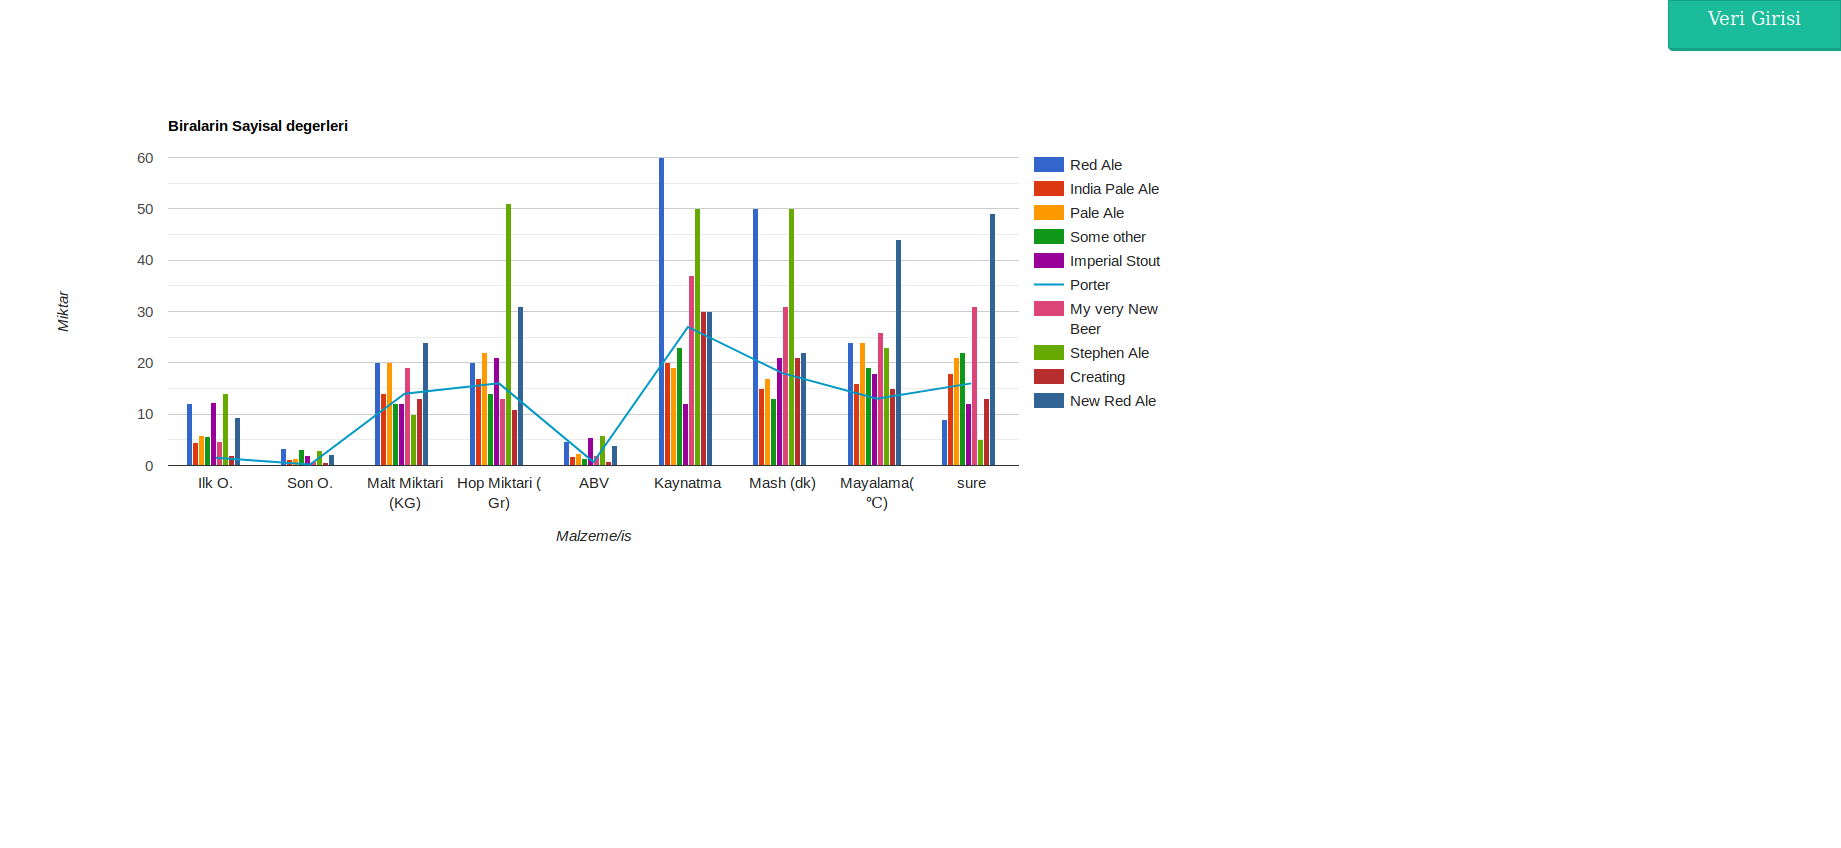 Veri Girisi
Biralarin Sayisal degerleri
60
50
40
30
20
10
0
Miktar
Ilk O.
Son O.
Malt Miktari
(KG)
Hop Miktari (
Gr)
ABV
Kaynatma
Mash (dk)
Mayalama(
℃)
sure
Malzeme/is
Red Ale
India Pale Ale
Pale Ale
Some other
Imperial Stout
Porter
My very New
Beer
Stephen Ale
Creating
New Red Ale